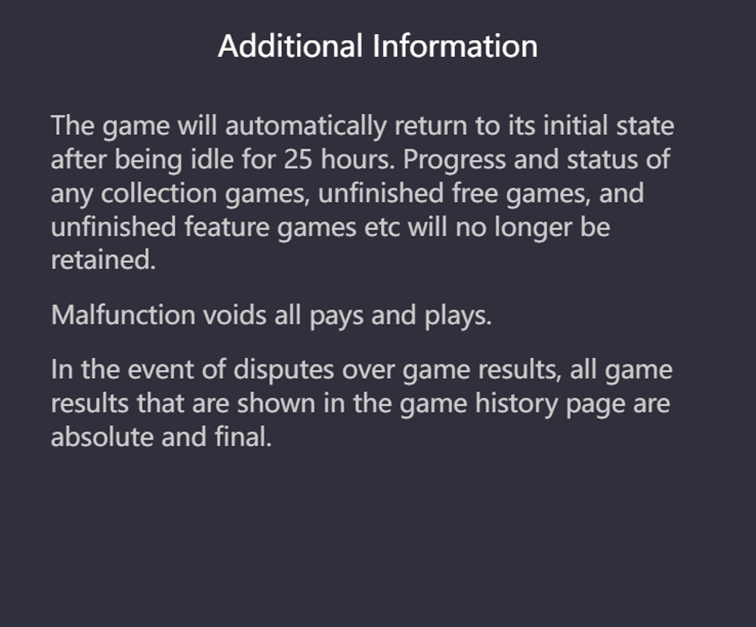 Additional Information
The game will automatically return to its initial state
after being idle for 25 hours. Progress and status of
any collection games, unfinished free games, and
unfinished feature games etc will no longer be
retained.
Malfunction voids all pays and plays.
In the event of disputes over game results, all game
results that are shown in the game history page are
absolute and final.